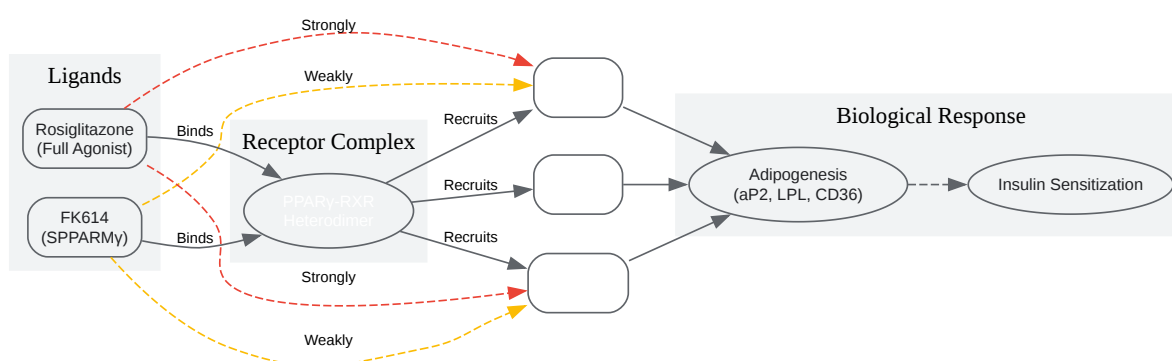 Strongly
Weakly
Ligands
Rosiglitazone
(Full Agonist)
Binds
FK614
(SPPARMγ)
Binds
Receptor Complex
PPARγ-RXR
Heterodimer
Recruits
Recruits
Recruits
Strongly
Weakly
Biological Response
Adipogenesis
(aP2, LPL, CD36)
Insulin Sensitization